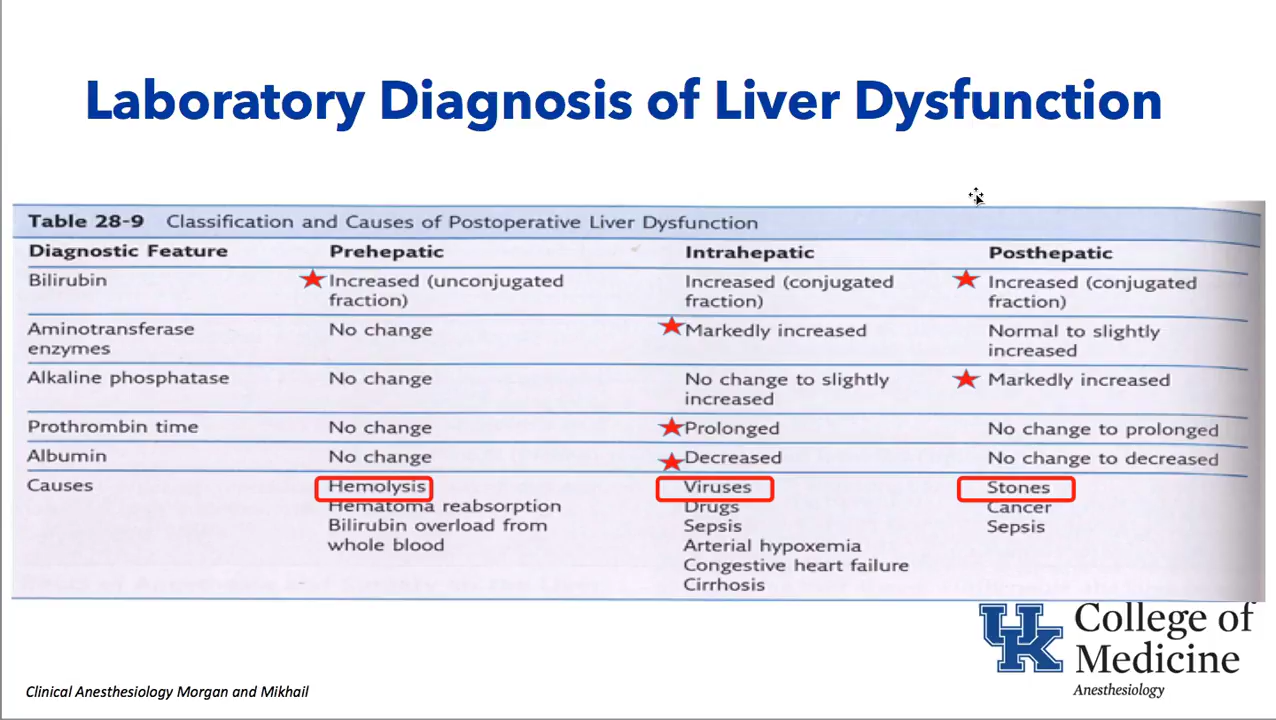 Laboratory Diagnosis of Liver Dysfunction
Table 28-9 Classification and Causes of Postoperative Liver Dysfunction
Diagnostic Feature Prehepatic Intrahepatic Posthepatic
Bilirubin Increased (unconjugated Increased (conjugated Increased (conjugated
fraction) fraction) fraction)
Aminotransferase No change Markedly increased Normal to slightly
enzymes increased
Alkaline phosphatase No change No change to slightly Markedly increased
increased
Prothrombin time No change Prolonged No change to prolonged
Albumin No change Decreased No change to decreased
Causes Hemolysis Viruses Stones
Hematoma reabsorption Drugs Cancer
Bilirubin overload from Sepsis Sepsis
whole blood Arterial hypoxemia
Congestive heart failure
Cirrhosis
UK College of
Medicine
Anesthesiology
Clinical Anesthesiology Morgan and Mikhail